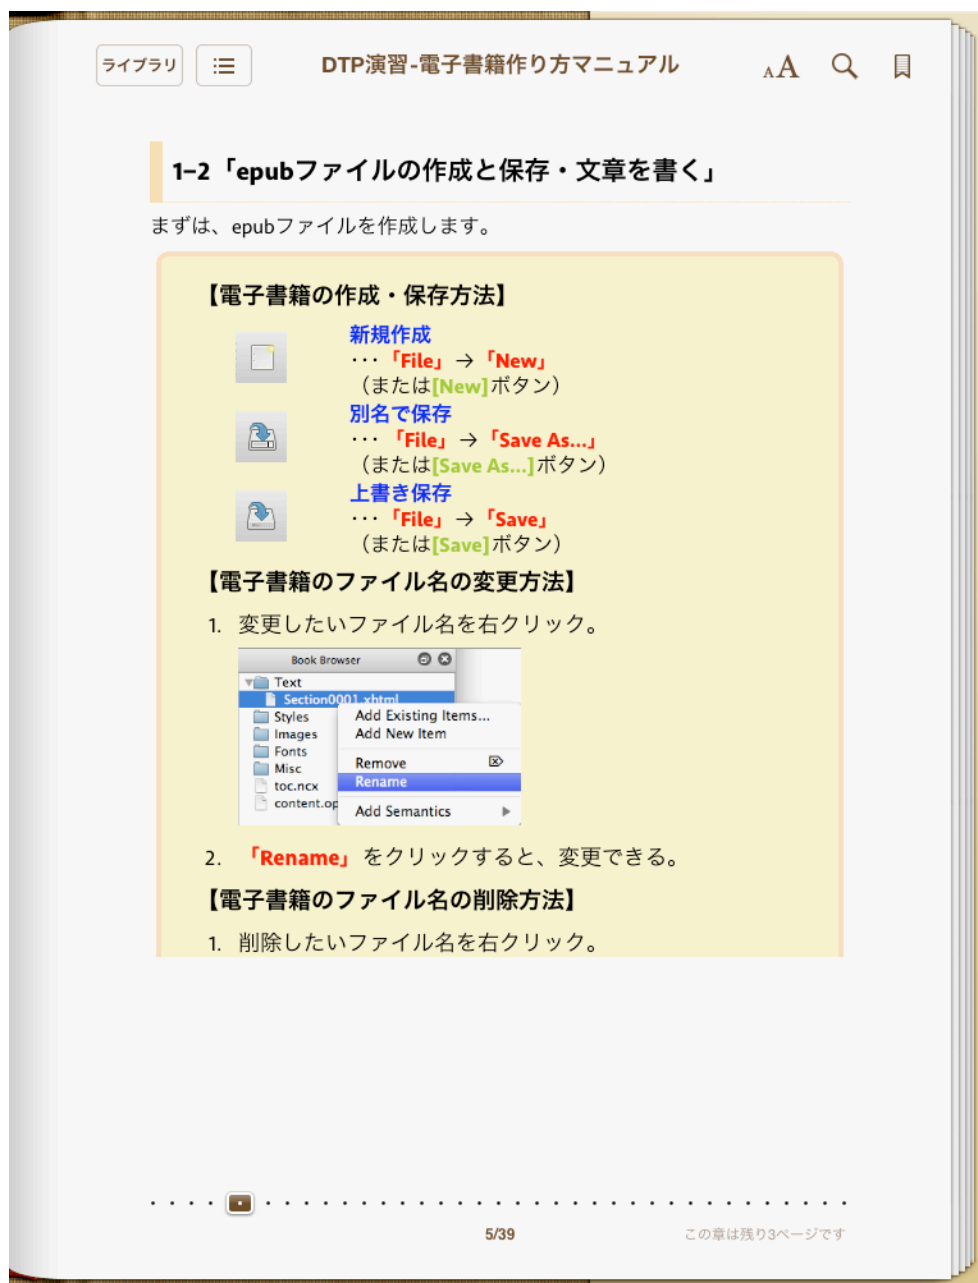 ライブラリ
DTP演習-電子書籍作り方マニュアル
AA
1-2「epubファイルの作成と保存・文章を書く」
まずは、epubファイルを作成します。
【電子書籍の作成・保存方法】
新規作成
･･･「File」→「New」
（または[New]ボタン）
別名で保存
･･･「File」→「Save As...」
（または[Save As...]ボタン）
上書き保存
･･･「File」→「Save」
（または[Save]ボタン）
【電子書籍のファイル名の変更方法】
1. 変更したいファイル名を右クリック。
Book Browser
Text
Section0001.xhtml
Styles
Images
Fonts
Misc
toc.ncx
content.op
Add Existing Items...
Add New Item
Remove
Rename
Add Semantics
2. 「Rename」をクリックすると、変更できる。
【電子書籍のファイル名の削除方法】
1. 削除したいファイル名を右クリック。
5/39
この章は残り3ページです